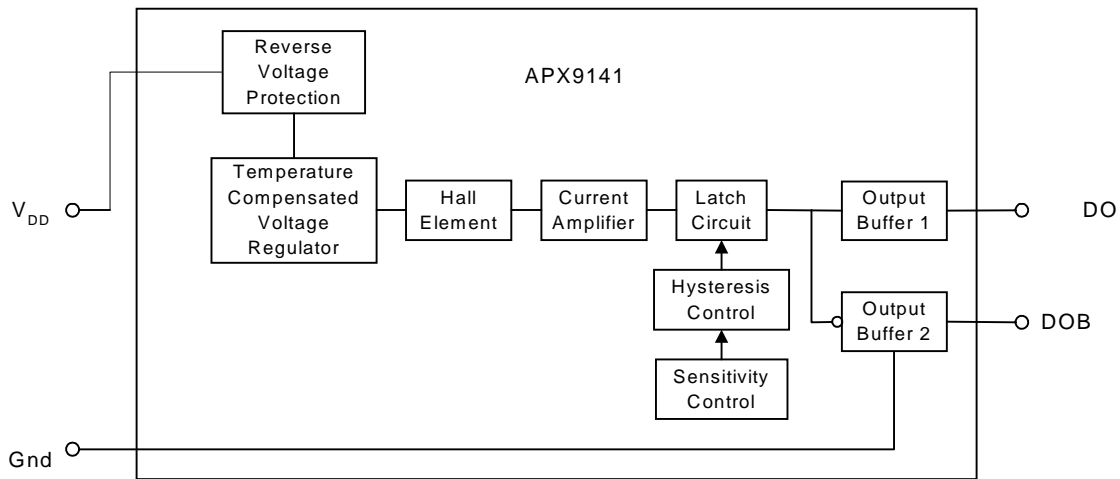 Reverse
Voltage
Protection
APX9141
Temperature
Compensated
Voltage
Regulator
Hall
Element
Current
Amplifier
Latch
Circuit
Output
Buffer 1
DO
VDD
Hysteresis
Control
Output
Buffer 2
DOB
Sensitivity
Control
Gnd